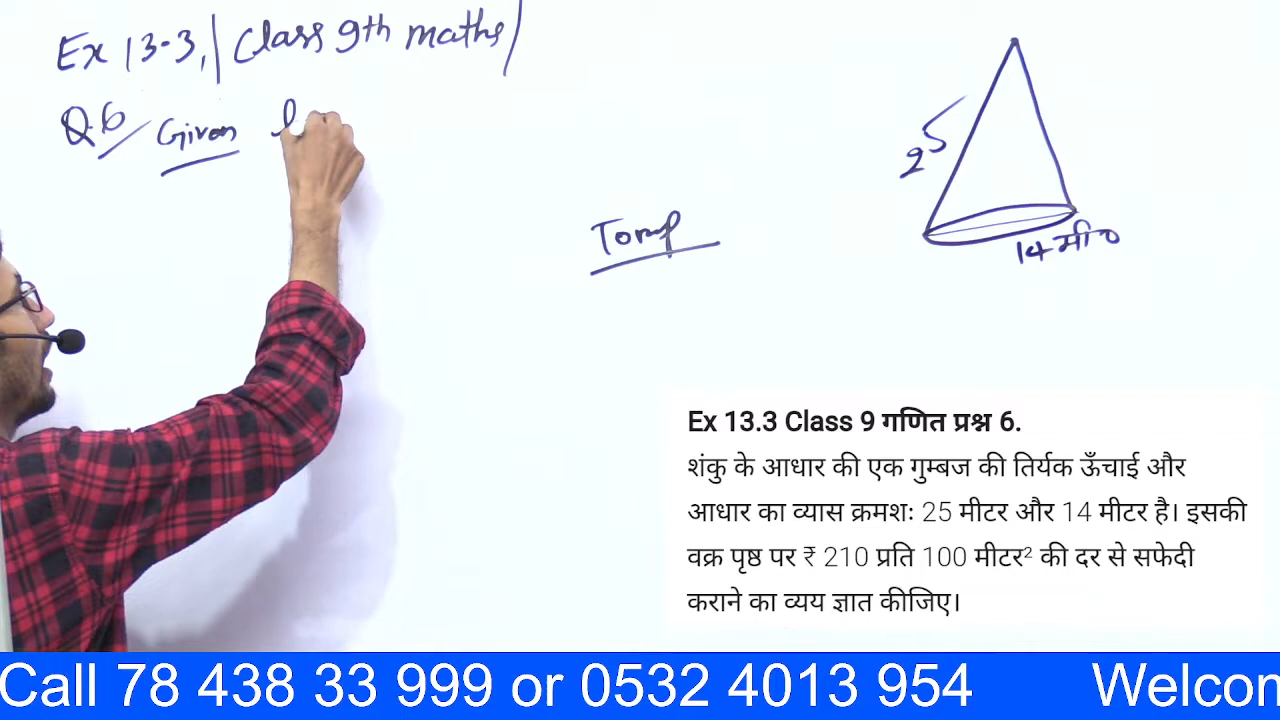 Ex 13.3, Class 9th maths
Q.6 Given l
25
14 मी०
Ex 13.3 Class 9 गणित प्रश्न 6.
शंकु के आधार की एक गुम्बज की तिर्यक ऊँचाई और
आधार का व्यास क्रमशः 25 मीटर और 14 मीटर है। इसकी
वक्र पृष्ठ पर ₹ 210 प्रति 100 मीटर² की दर से सफेदी
कराने का व्यय ज्ञात कीजिए।
Call 78 438 33 999 or 0532 4013 954 Welcon